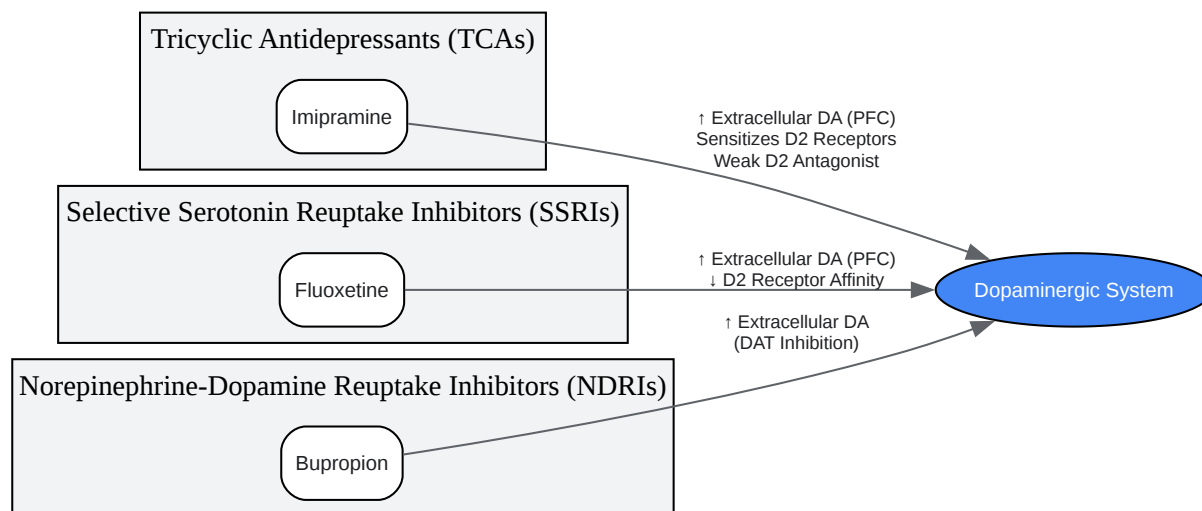 Tricyclic Antidepressants (TCAs)
Imipramine
↑ Extracellular DA (PFC)
Sensitizes D2 Receptors
Weak D2 Antagonist
Selective Serotonin Reuptake Inhibitors (SSRIs)
Fluoxetine
↑ Extracellular DA (PFC)
↓ D2 Receptor Affinity
Dopaminergic System
↑ Extracellular DA
(DAT Inhibition)
Norepinephrine-Dopamine Reuptake Inhibitors (NDRIs)
Bupropion